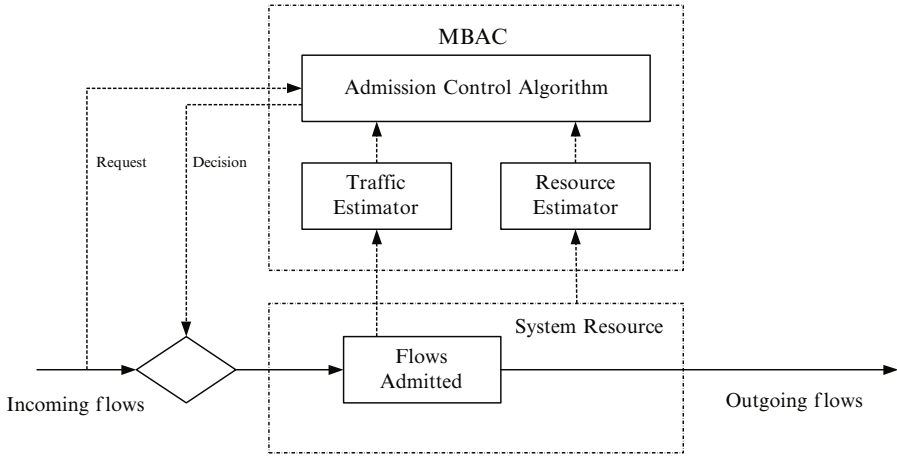 MBAC
Admission Control Algorithm
Request
Decision
Traffic
Estimator
Resource
Estimator
System Resource
Flows
Admitted
Incoming flows
Outgoing flows